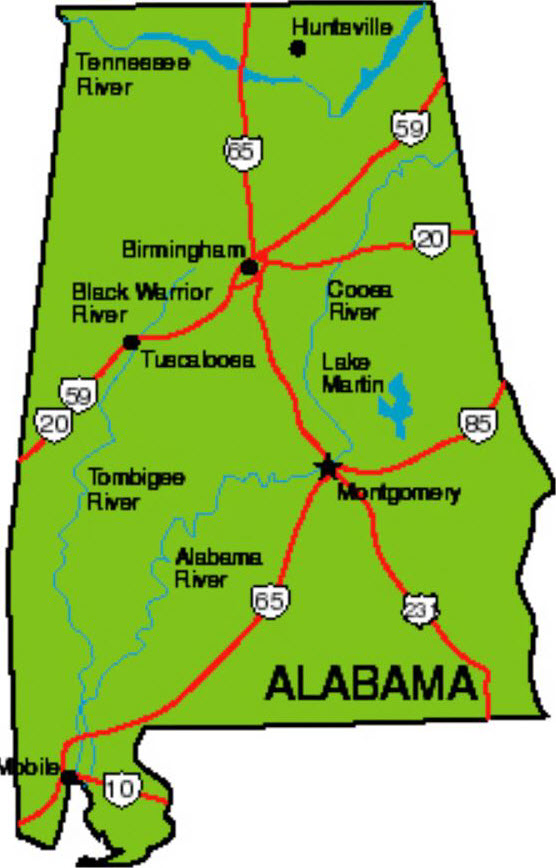 Huntsville
Tennessee
River
59
65
20
Birmingham
Black Warrior
River
Coosa
River
Tuscaloosa
Lake
Martin
59
20
85
Tombigee
River
Montgomery
Alabama
River
65
231
ALABAMA
Mobile
10